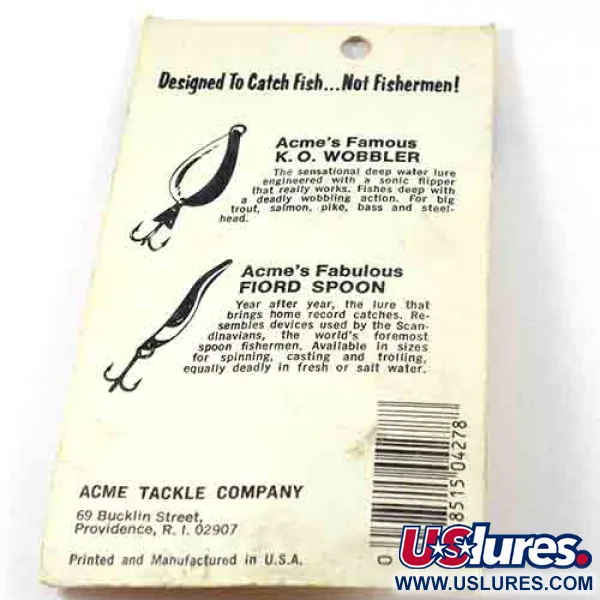 Designed To Catch Fish...Not Fishermen!
Acme's Famous
K. O. WOBBLER
The sensational deep water lure
engineered with a sonic flipper
that really works. Fishes deep with
a deadly wobbling action. For big
trout, salmon, pike, bass and steel-
head.
Acme's Fabulous
FIORD SPOON
Year after year, the lure that
brings home record catches. Re-
sembles devices used by the Scan-
dinavians, the world's foremost
spoon fishermen. Available in sizes
for spinning, casting and trolling,
equally deadly in fresh or salt water.
0
8515 04278
ACME TACKLE COMPANY
69 Bucklin Street,
Providence, R. I. 02907
Printed and Manufactured in U.S.A.
USlures.
WWW.USLURES.COM